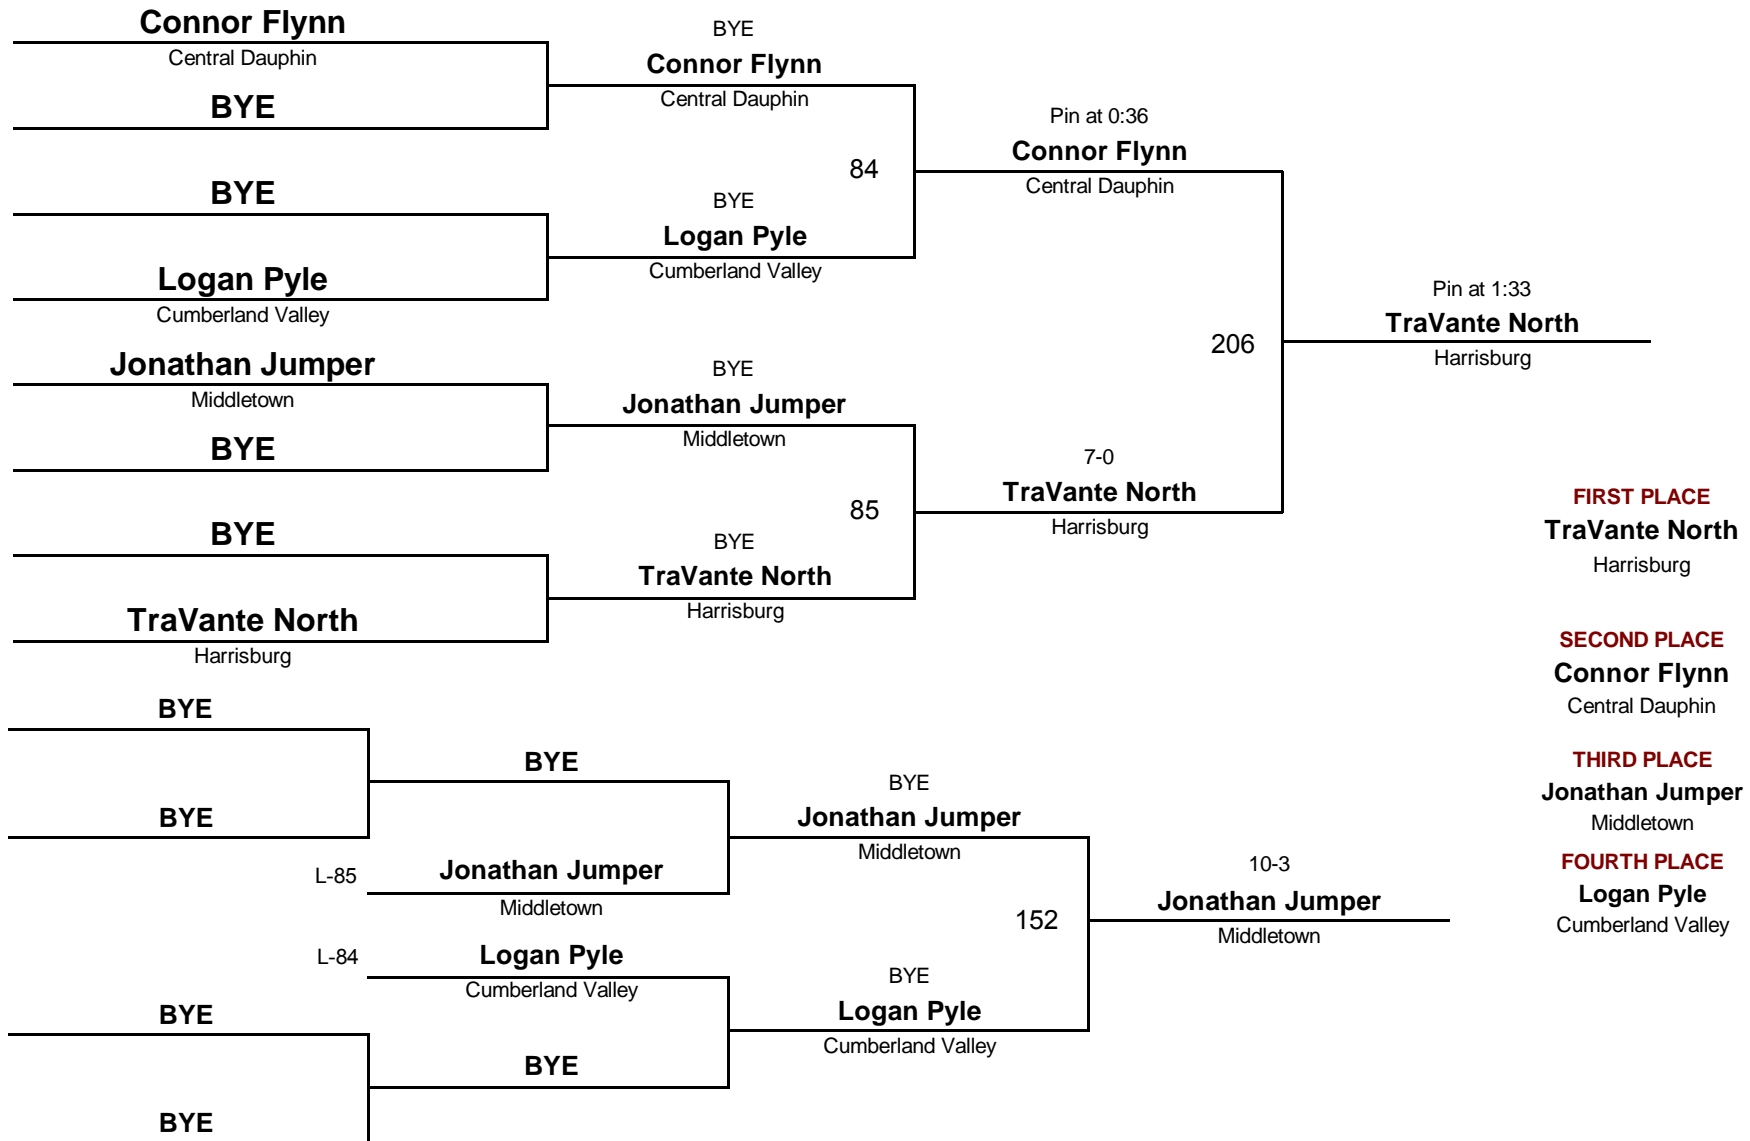 Connor Flynn
Central Dauphin
BYE
BYE
Logan Pyle
Cumberland Valley
Jonathan Jumper
Middletown
BYE
BYE
TraVante North
Harrisburg
BYE
Connor Flynn
Central Dauphin
84
BYE
Logan Pyle
Cumberland Valley
BYE
Jonathan Jumper
Middletown
85
BYE
TraVante North
Harrisburg
Pin at 0:36
Connor Flynn
Central Dauphin
206
7-0
TraVante North
Harrisburg
Pin at 1:33
TraVante North
Harrisburg
FIRST PLACE
TraVante North
Harrisburg
SECOND PLACE
Connor Flynn
Central Dauphin
THIRD PLACE
Jonathan Jumper
Middletown
FOURTH PLACE
Logan Pyle
Cumberland Valley
BYE
BYE
BYE
L-85
Jonathan Jumper
Middletown
L-84
Logan Pyle
Cumberland Valley
BYE
BYE
BYE
BYE
Jonathan Jumper
Middletown
152
BYE
Logan Pyle
Cumberland Valley
10-3
Jonathan Jumper
Middletown